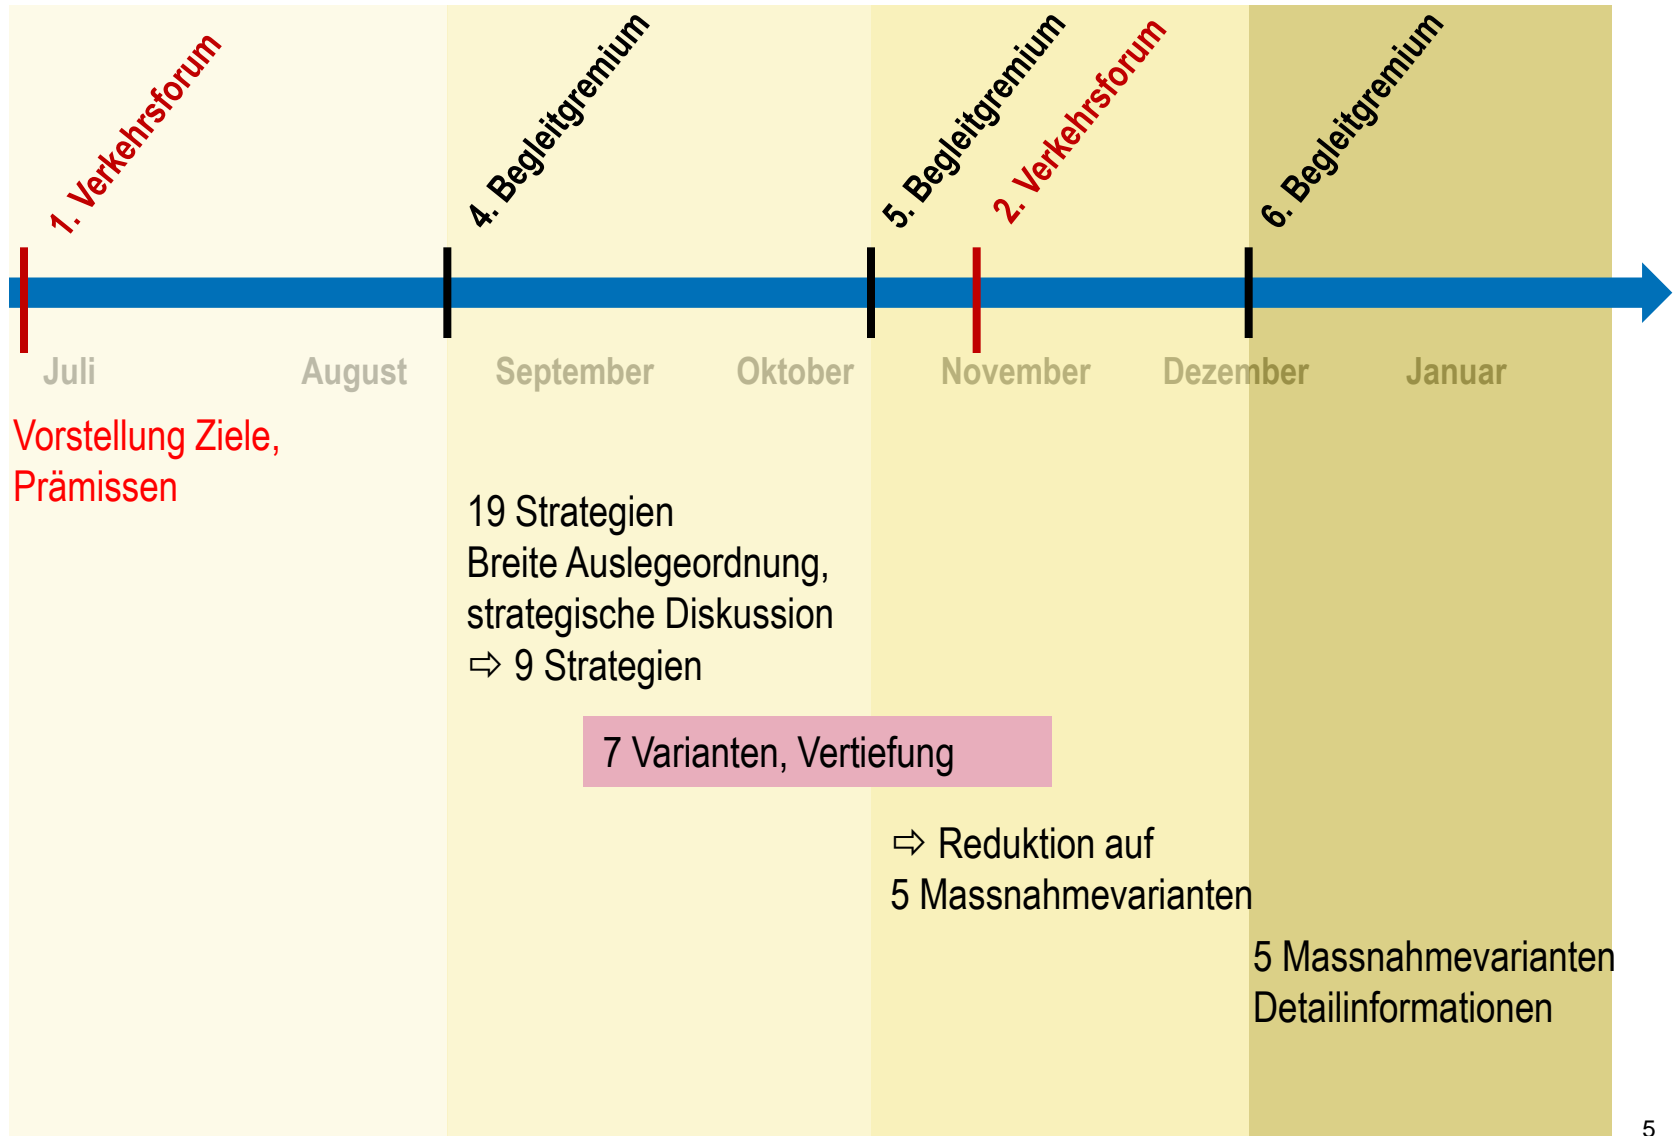 1. Verkehrsforum
4. Begleitgremium
5. Begleitgremium
2. Verkehrsforum
6. Begleitgremium
Juli
August
September
Oktober
November
Dezember
Januar
Vorstellung Ziele,
Prämissen
19 Strategien
Breite Auslegeordnung,
strategische Diskussion
⇨ 9 Strategien
7 Varianten, Vertiefung
⇨ Reduktion auf
5 Massnahmevarianten
5 Massnahmevarianten
Detailinformationen
5